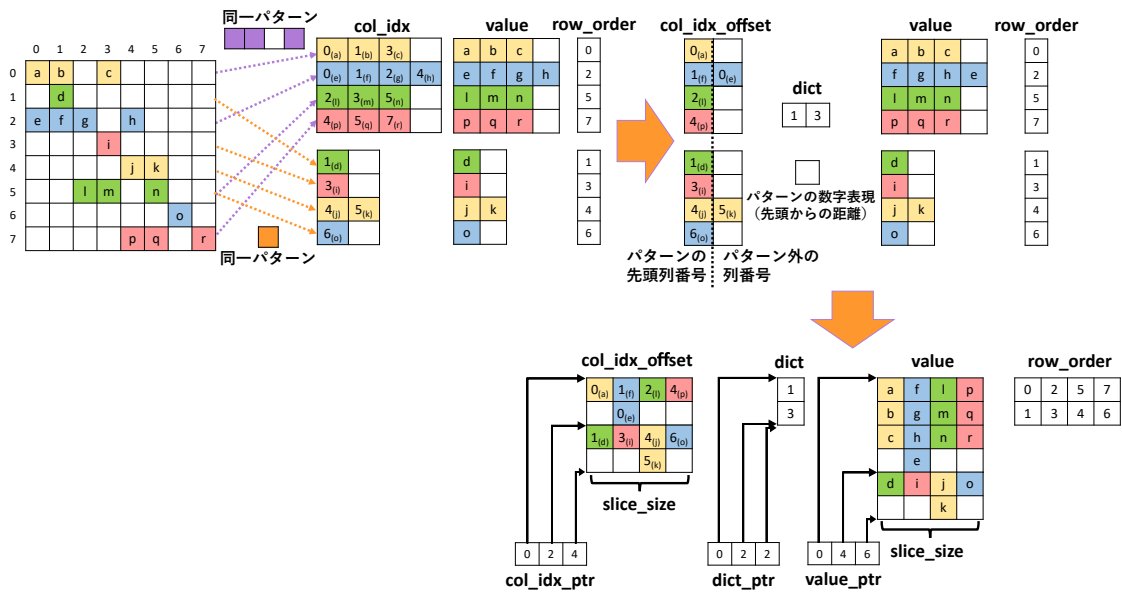 同一パターン
col_idx
value
row_order
col_idx_offset
value
row_order
0 1 2 3 4 5 6 7
0 a b c
1 d
2 e f g h
3 i
4 j k
5 l m n
6 o
7 p q r
同一パターン
0(a) 1(b) 3(c)
0(e) 1(f) 2(g) 4(h)
2(l) 3(m) 5(n)
4(p) 5(q) 7(r)
1(d)
3(i)
4(j) 5(k)
6(o)
a b c
e f g h
l m n
p q r
d
i
j k
o
0
2
5
7
1
3
4
6
0(a)
1(f) 0(e)
2(l)
4(p)
1(d)
3(i)
4(j) 5(k)
6(o)
パターンの
先頭列番号
パターン外の
列番号
dict
1 3
パターンの数字表現
(先頭からの距離)
a b c
f g h e
l m n
p q r
d
i
j k
o
0
2
5
7
1
3
4
6
col_idx_offset
0(a) 1(f) 2(l) 4(p)
0(e)
1(d) 3(i) 4(j) 6(o)
5(k)
slice_size
0 2 4
col_idx_ptr
dict
1
3
0 2 2
dict_ptr
value
a f l p
b g m q
c h n r
e
d i j o
k
slice_size
0 4 6
value_ptr
row_order
0 2 5 7
1 3 4 6